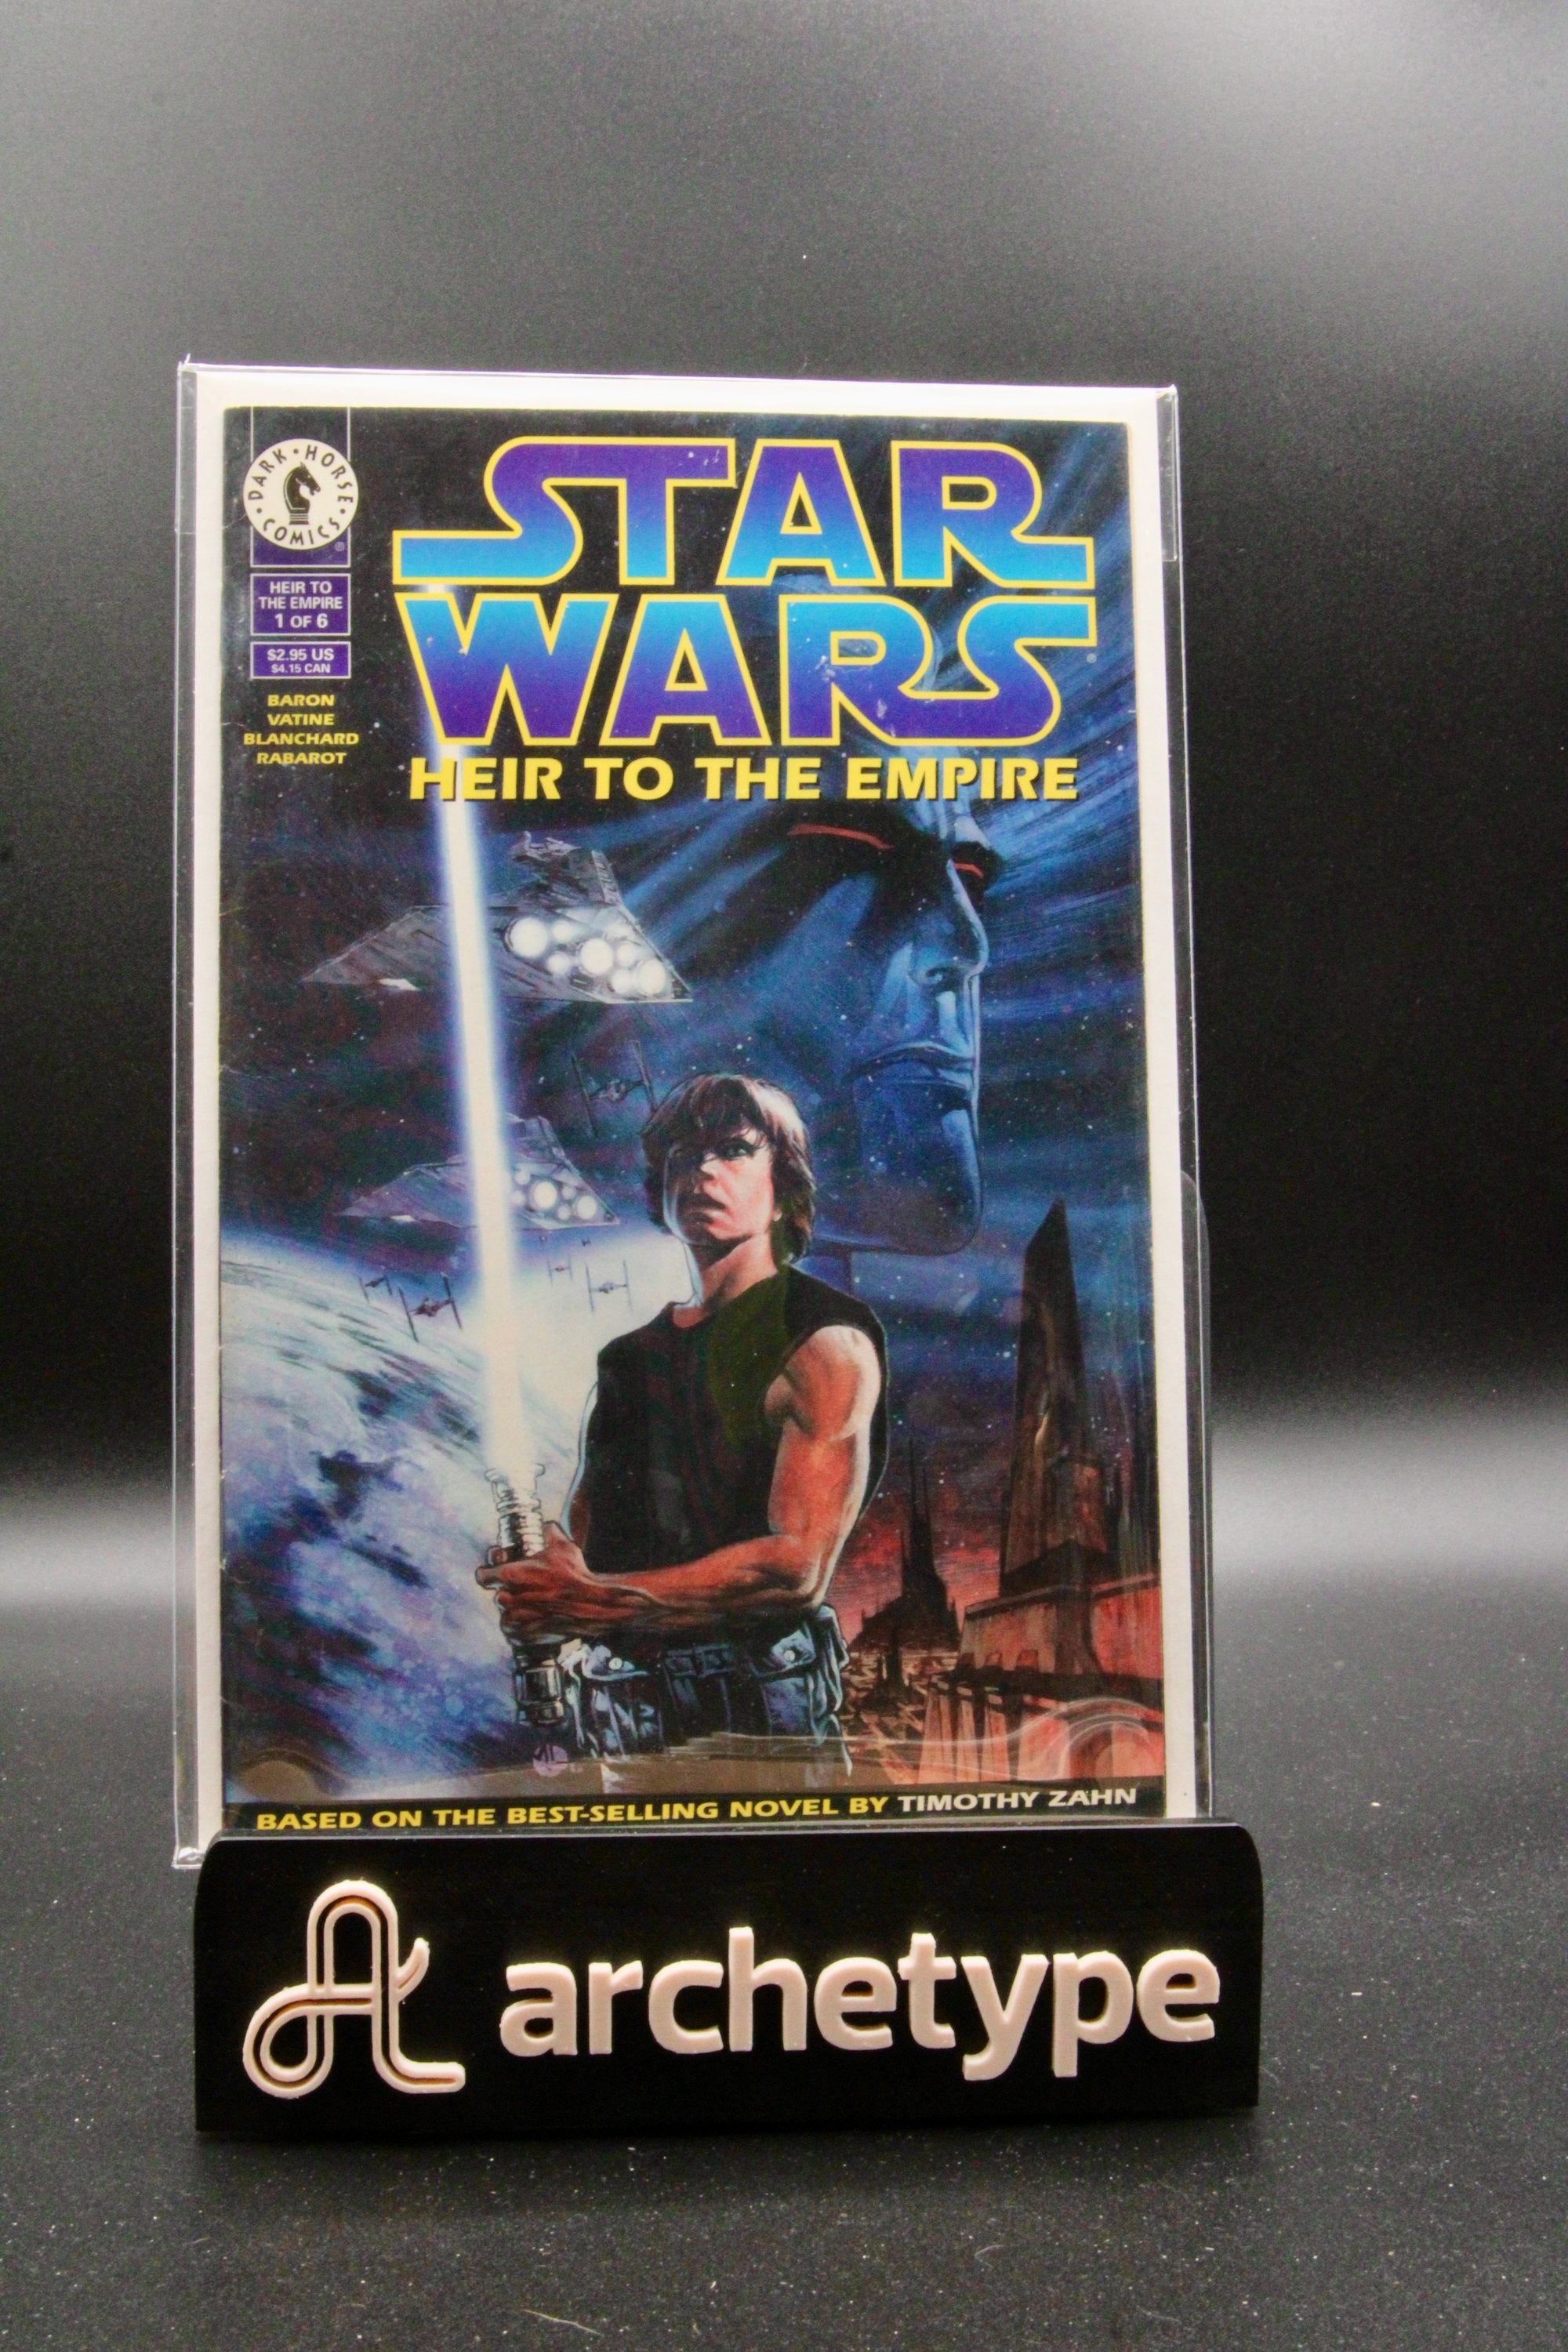 DARK • HORSE
• COMICS •
®
HEIR TO
THE EMPIRE
1 OF 6
$2.95 US
$4.15 CAN
BARON
VATINE
BLANCHARD
RABAROT
STAR
WARS
®
HEIR TO THE EMPIRE
BASED ON THE BEST-SELLING NOVEL BY TIMOTHY ZAHN
A archetype